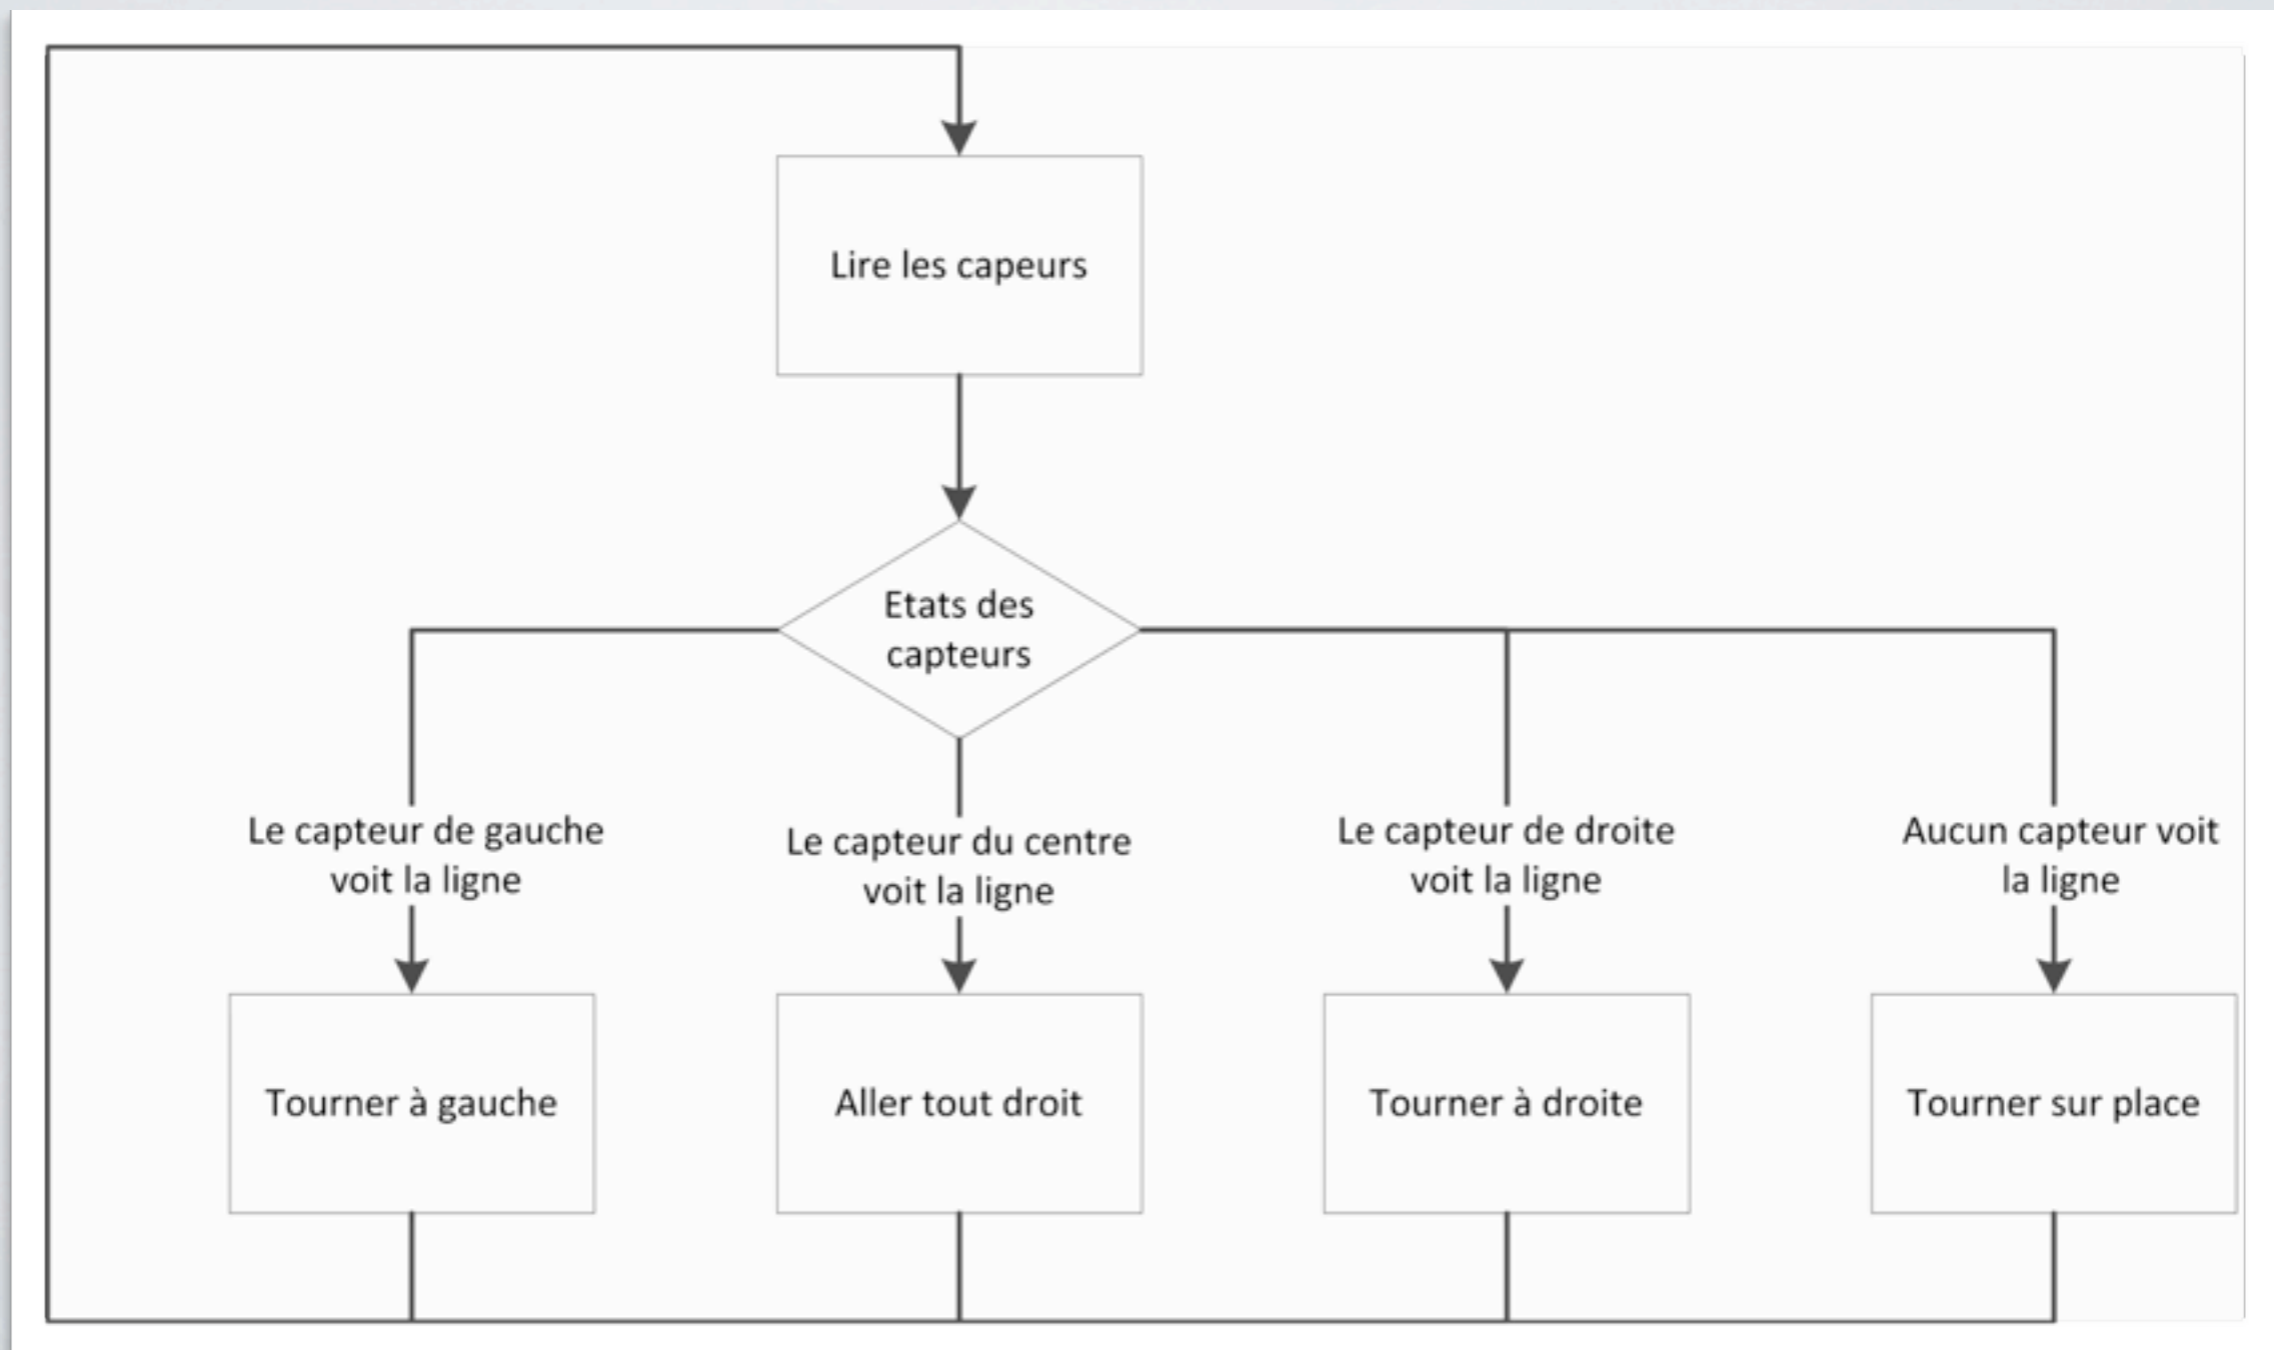 Lire les capeurs
Etats des
capteurs
Le capteur de gauche
voit la ligne
Le capteur du centre
voit la ligne
Le capteur de droite
voit la ligne
Aucun capteur voit
la ligne
Tourner à gauche
Aller tout droit
Tourner à droite
Tourner sur place